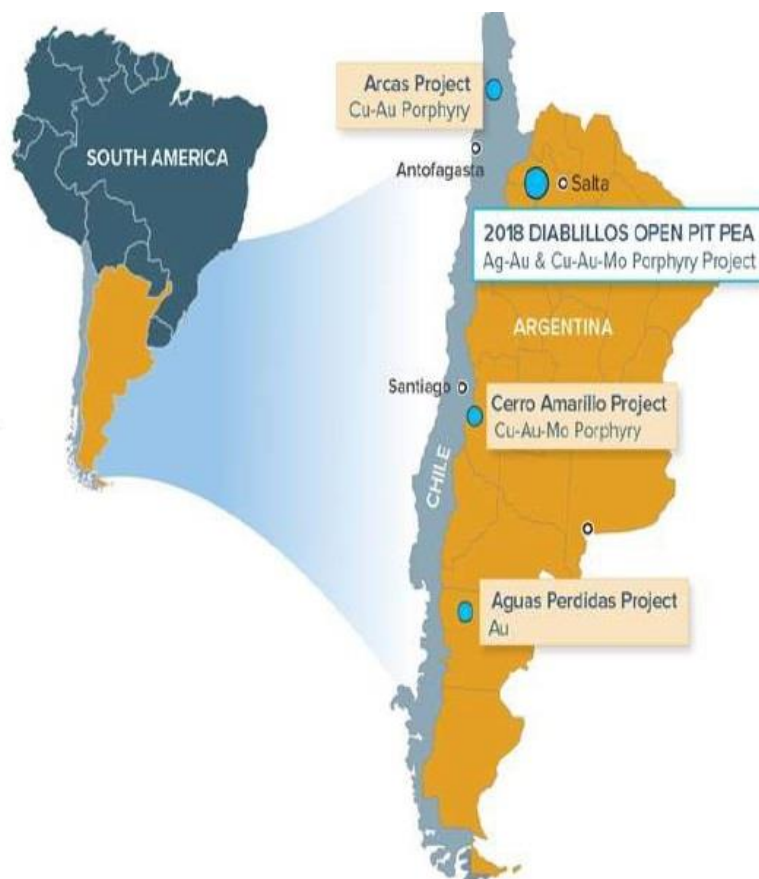 SOUTH AMERICA
Arcas Project
Cu-Au Porphyry
Antofagasta
Salta
2018 DIABLILLOS OPEN PIT PEA
Ag-Au & Cu-Au-Mo Porphyry Project
ARGENTINA
Santiago
Cerro Amarillo Project
Cu-Au-Mo Porphyry
CHILE
Aguas Perdidas Project
Au